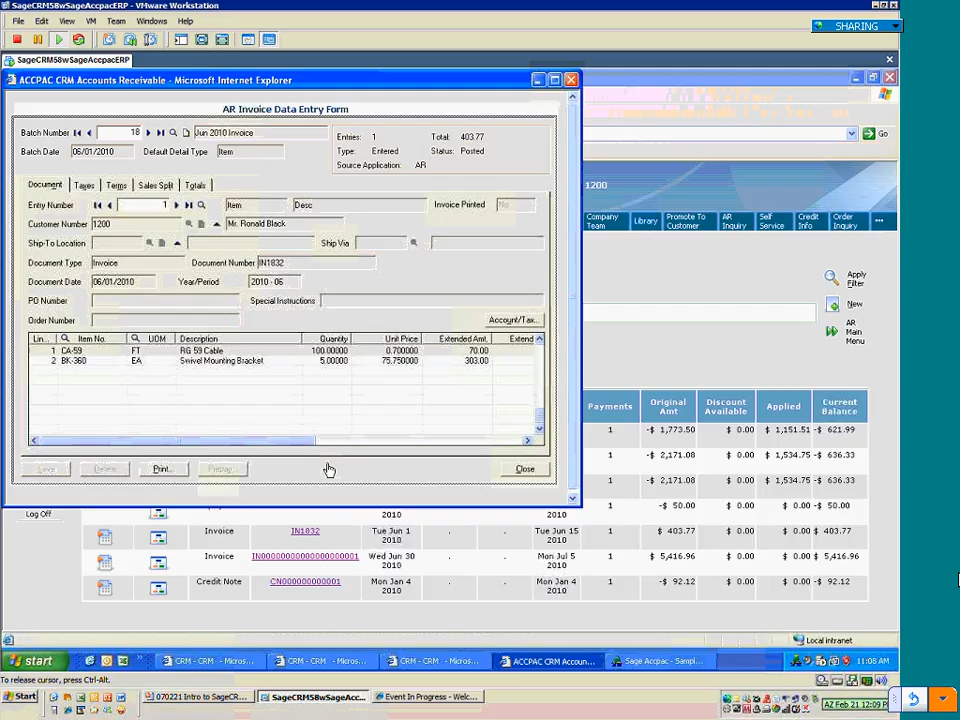 SageCRM58wSageAccpacERP - VMware Workstation
File Edit View VM Team Windows Help
SHARING
SageCRM58wSageAccpacERP
ACCPAC CRM Accounts Receivable - Microsoft Internet Explorer
AR Invoice Data Entry Form
Batch Number 18 Jun 2010 Invoice
Entries: 1 Total: 403.77
Batch Date 06/01/2010 Default Detail Type Item
Type: Entered Status: Posted
Source Application: AR
Go
1200
Document Taxes Terms Sales Split Totals
Entry Number 1 Item Desc Invoice Printed No
Customer Number 1200 Mr. Ronald Black
Ship-To Location Ship Via
Document Type Invoice Document Number IN1832
Document Date 06/01/2010 Year/Period 2010 - 06
PO Number Special Instructions
Order Number Account/Tax...
Company Team Library Promote To Customer AR Inquiry Self Service Credit Info Order Inquiry
Apply Filter
New
AR Main Menu
Lin... Item No. UOM Description Quantity Unit Price Extended Amt. Extend
1 CA-59 FT RG 59 Cable 100.00000 0.700000 70.00
2 BK-360 EA Swivel Mounting Bracket 5.00000 75.750000 303.00
Save Delete Print... Prepay... Close
Payments Original Amt Discount Available Applied Current Balance
1 -$ 1,773.50 $ 0.00 $ 1,151.51 -$ 621.99
1 -$ 2,171.08 $ 0.00 $ 1,534.75 -$ 636.33
1 -$ 2,171.08 $ 0.00 $ 1,534.75 -$ 636.33
2010 2010 1 -$ 50.00 $ 0.00 $ 0.00 -$ 50.00
Log Off
Invoice IN1832 Tue Jun 1 2010 . . Tue Jun 15 2010 1 $ 403.77 $ 0.00 $ 0.00 $ 403.77
Invoice IN0000000000000000001 Wed Jun 30 2010 . . Mon Jul 5 2010 1 $ 5,416.96 $ 0.00 $ 0.00 $ 5,416.96
Credit Note CN000000000001 Mon Jan 4 2010 . . Mon Jan 4 2010 1 -$ 92.12 $ 0.00 $ 0.00 -$ 92.12
Local intranet
start CRM - CRM - Micros... CRM - CRM - Micros... CRM - CRM - Micros... ACCPAC CRM Accoun... Sage Accpac - Sampl... 11:08 AM
To release cursor, press Ctrl-Alt.
Start 070221 Intro to SageCR... SageCRM58wSageAcc... Event In Progress - Welc... AZ Feb 21 12:09 P